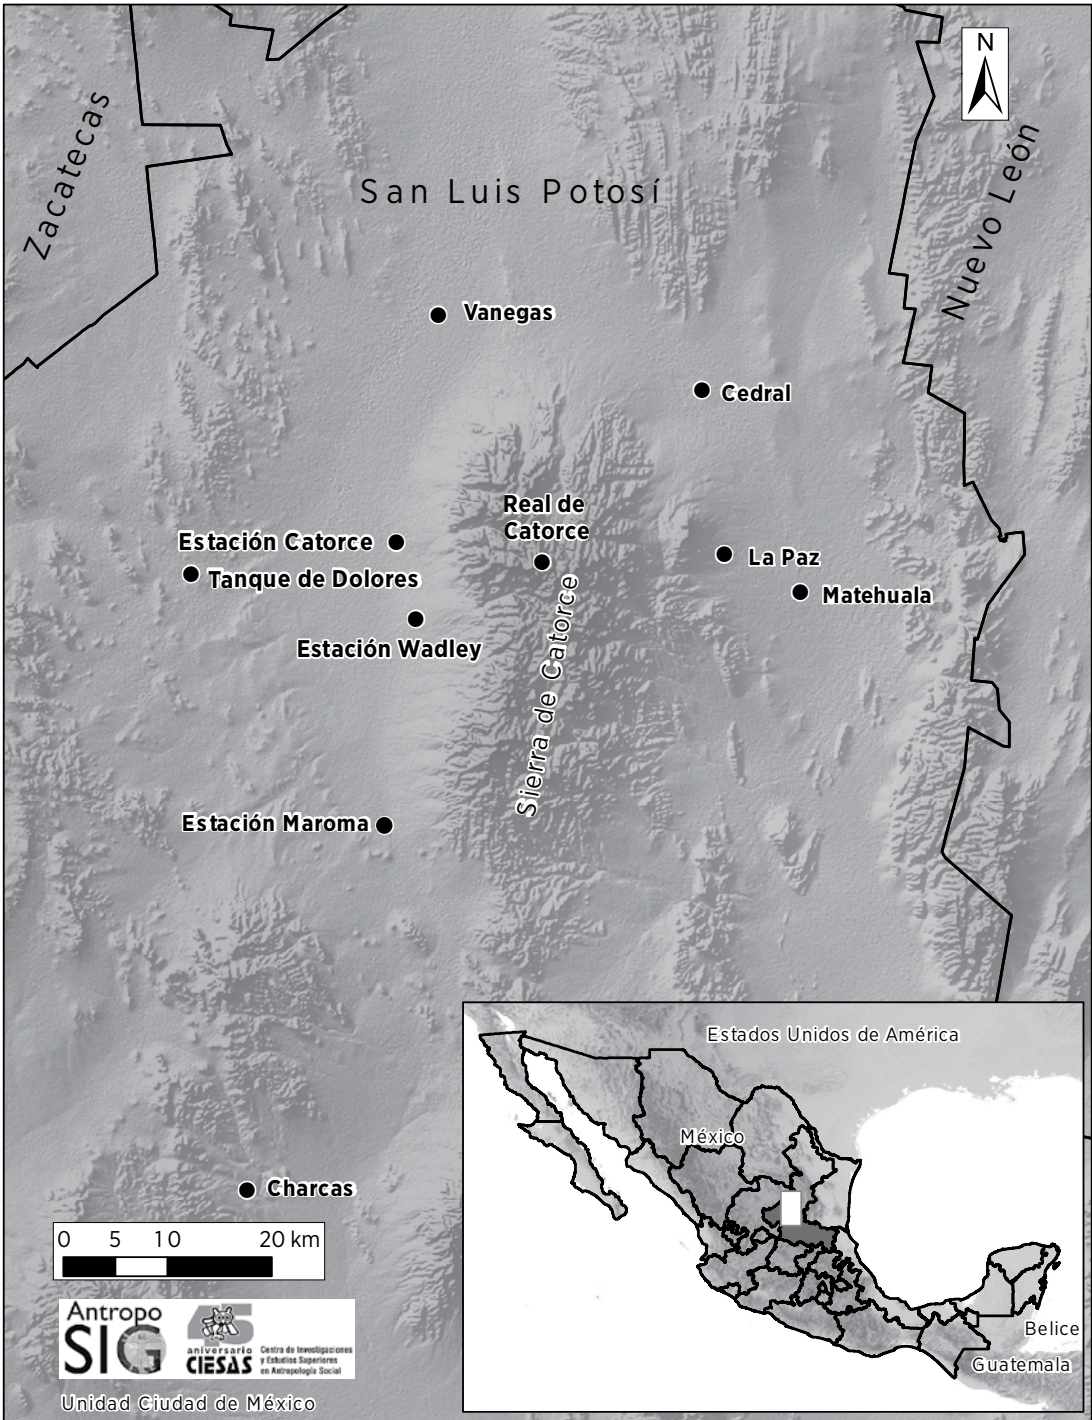 N
Zacatecas
San Luis Potosí
Nuevo León
Vanegas
Cedral
Real de
Catorce
Estación Catorce
La Paz
Tanque de Dolores
Matehuala
Estación Wadley
Sierra de Catorce
Estación Maroma
Charcas
0 5 10 20 km
Antropo
SIG
45
aniversario
CIESAS
Centro de Investigaciones
y Estudios Superiores
en Antropología Social
Unidad Ciudad de México
Estados Unidos de América
México
Belice
Guatemala